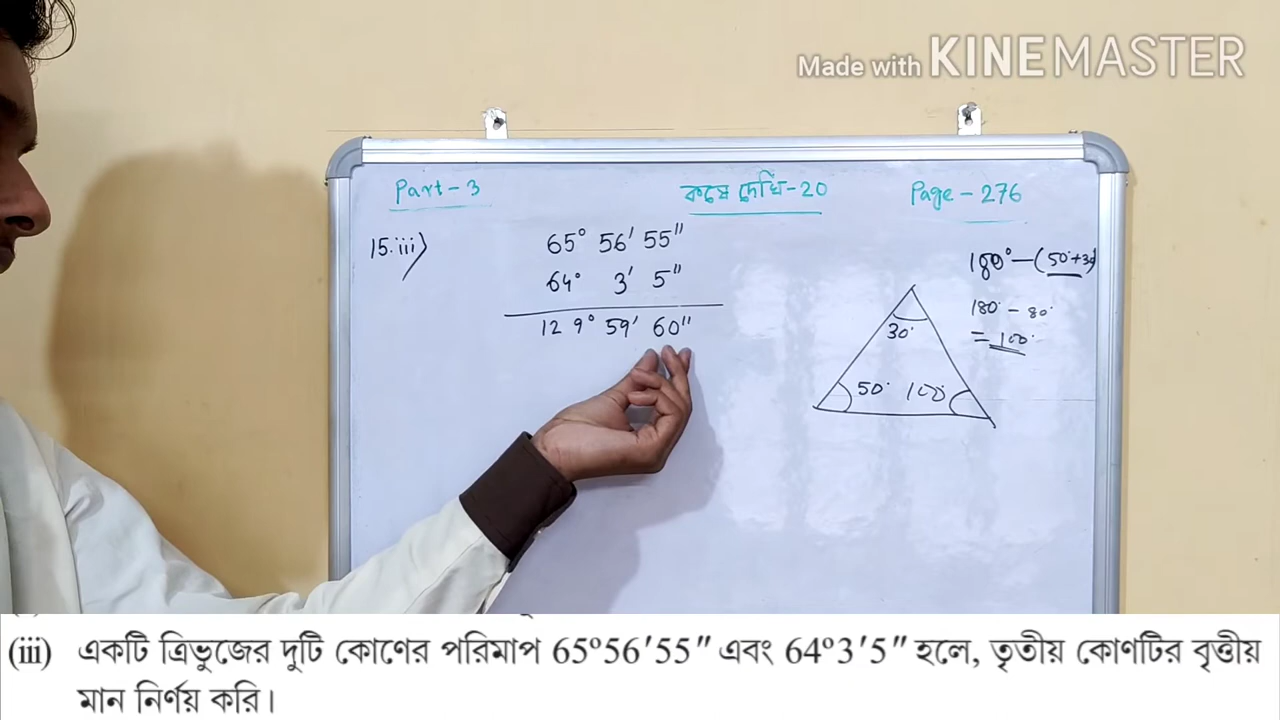 Made with KINEMASTER
Part-3 কষে দেখি-20 Page-276
15.iii) 65° 56′ 55″
64° 3′ 5″
129° 59′ 60″
180°-(50°+30
180° - 80°
= 100°
30°
50° 100°
(iii) একটি ত্রিভুজের দুটি কোণের পরিমাপ 65°56′55″ এবং 64°3′5″ হলে, তৃতীয় কোণটির বৃত্তীয়
মান নির্ণয় করি।